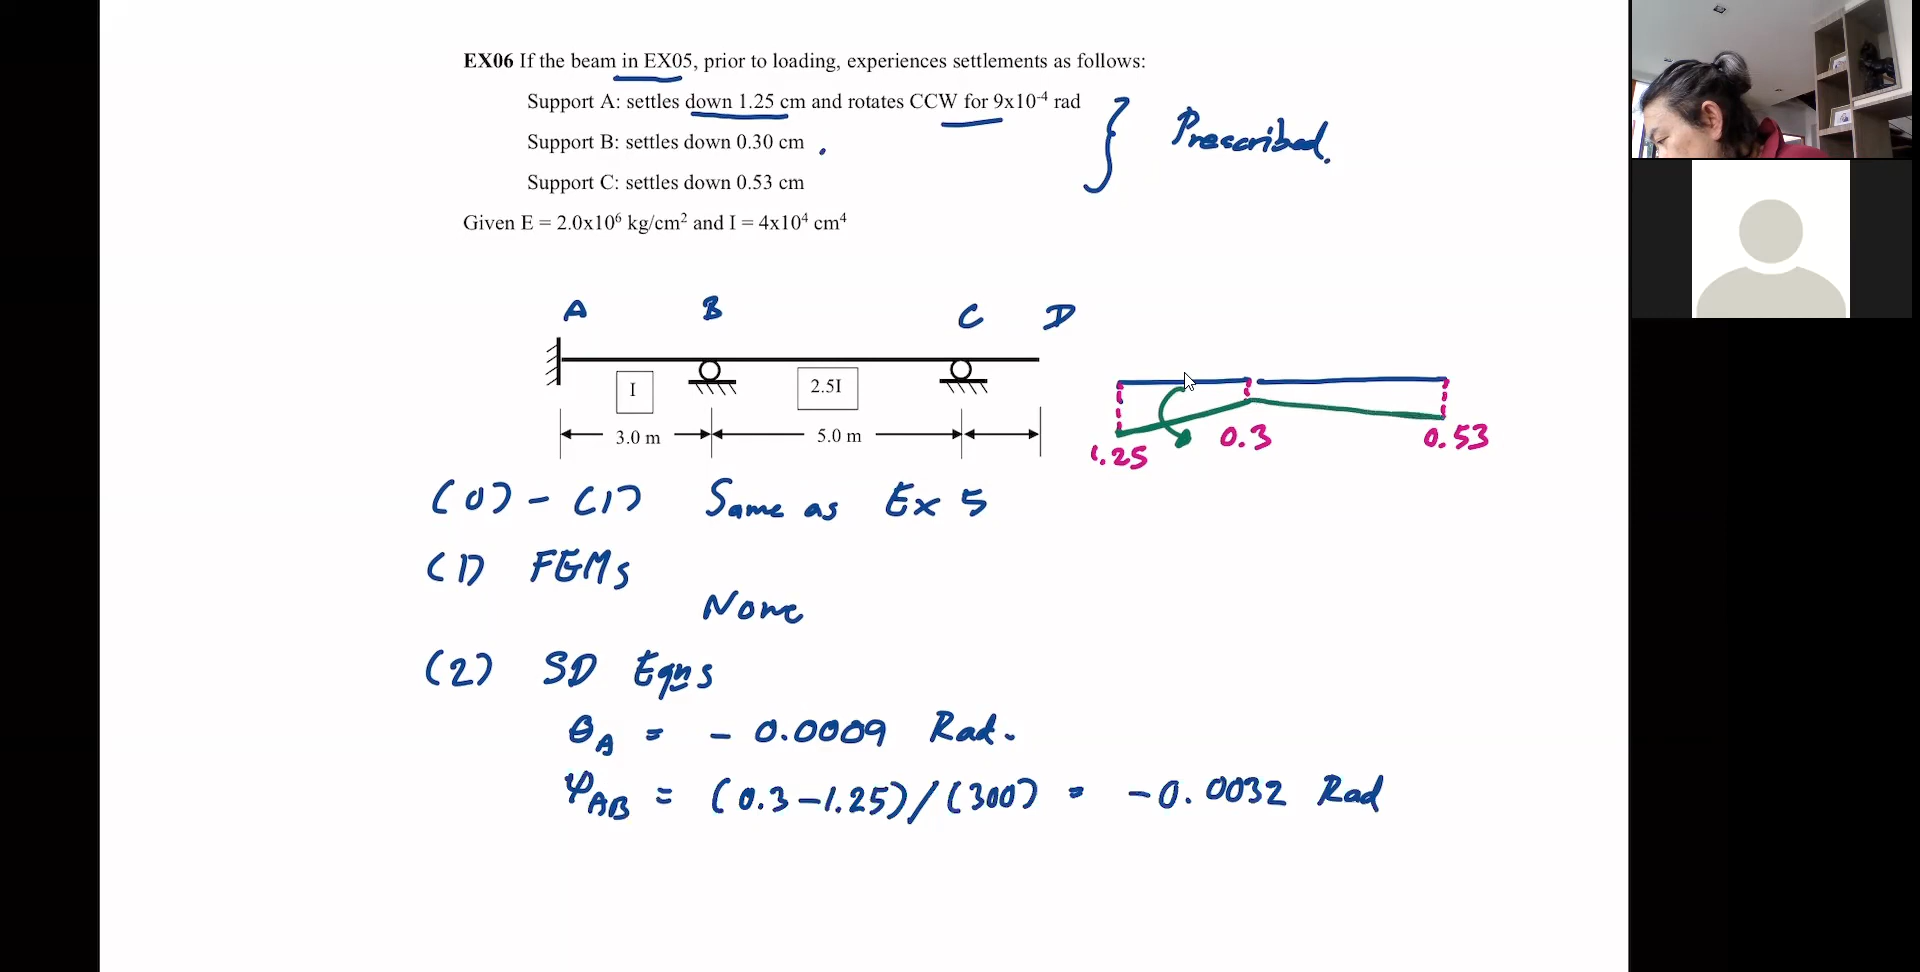 EX06 If the beam in EX05, prior to loading, experiences settlements as follows:
Support A: settles down 1.25 cm and rotates CCW for 9x10⁻⁴ rad
Support B: settles down 0.30 cm
Support C: settles down 0.53 cm
Prescribed.
Given E = 2.0x10⁶ kg/cm² and I = 4x10⁴ cm⁴
A B C D
I 2.5I
3.0 m 5.0 m
1.25 0.3 0.53
(0) - (1) Same as Ex 5
(1) FEMs
None
(2) SD Eqns
θA = - 0.0009 Rad.
ΨAB = (0.3-1.25)/(300) = -0.0032 Rad